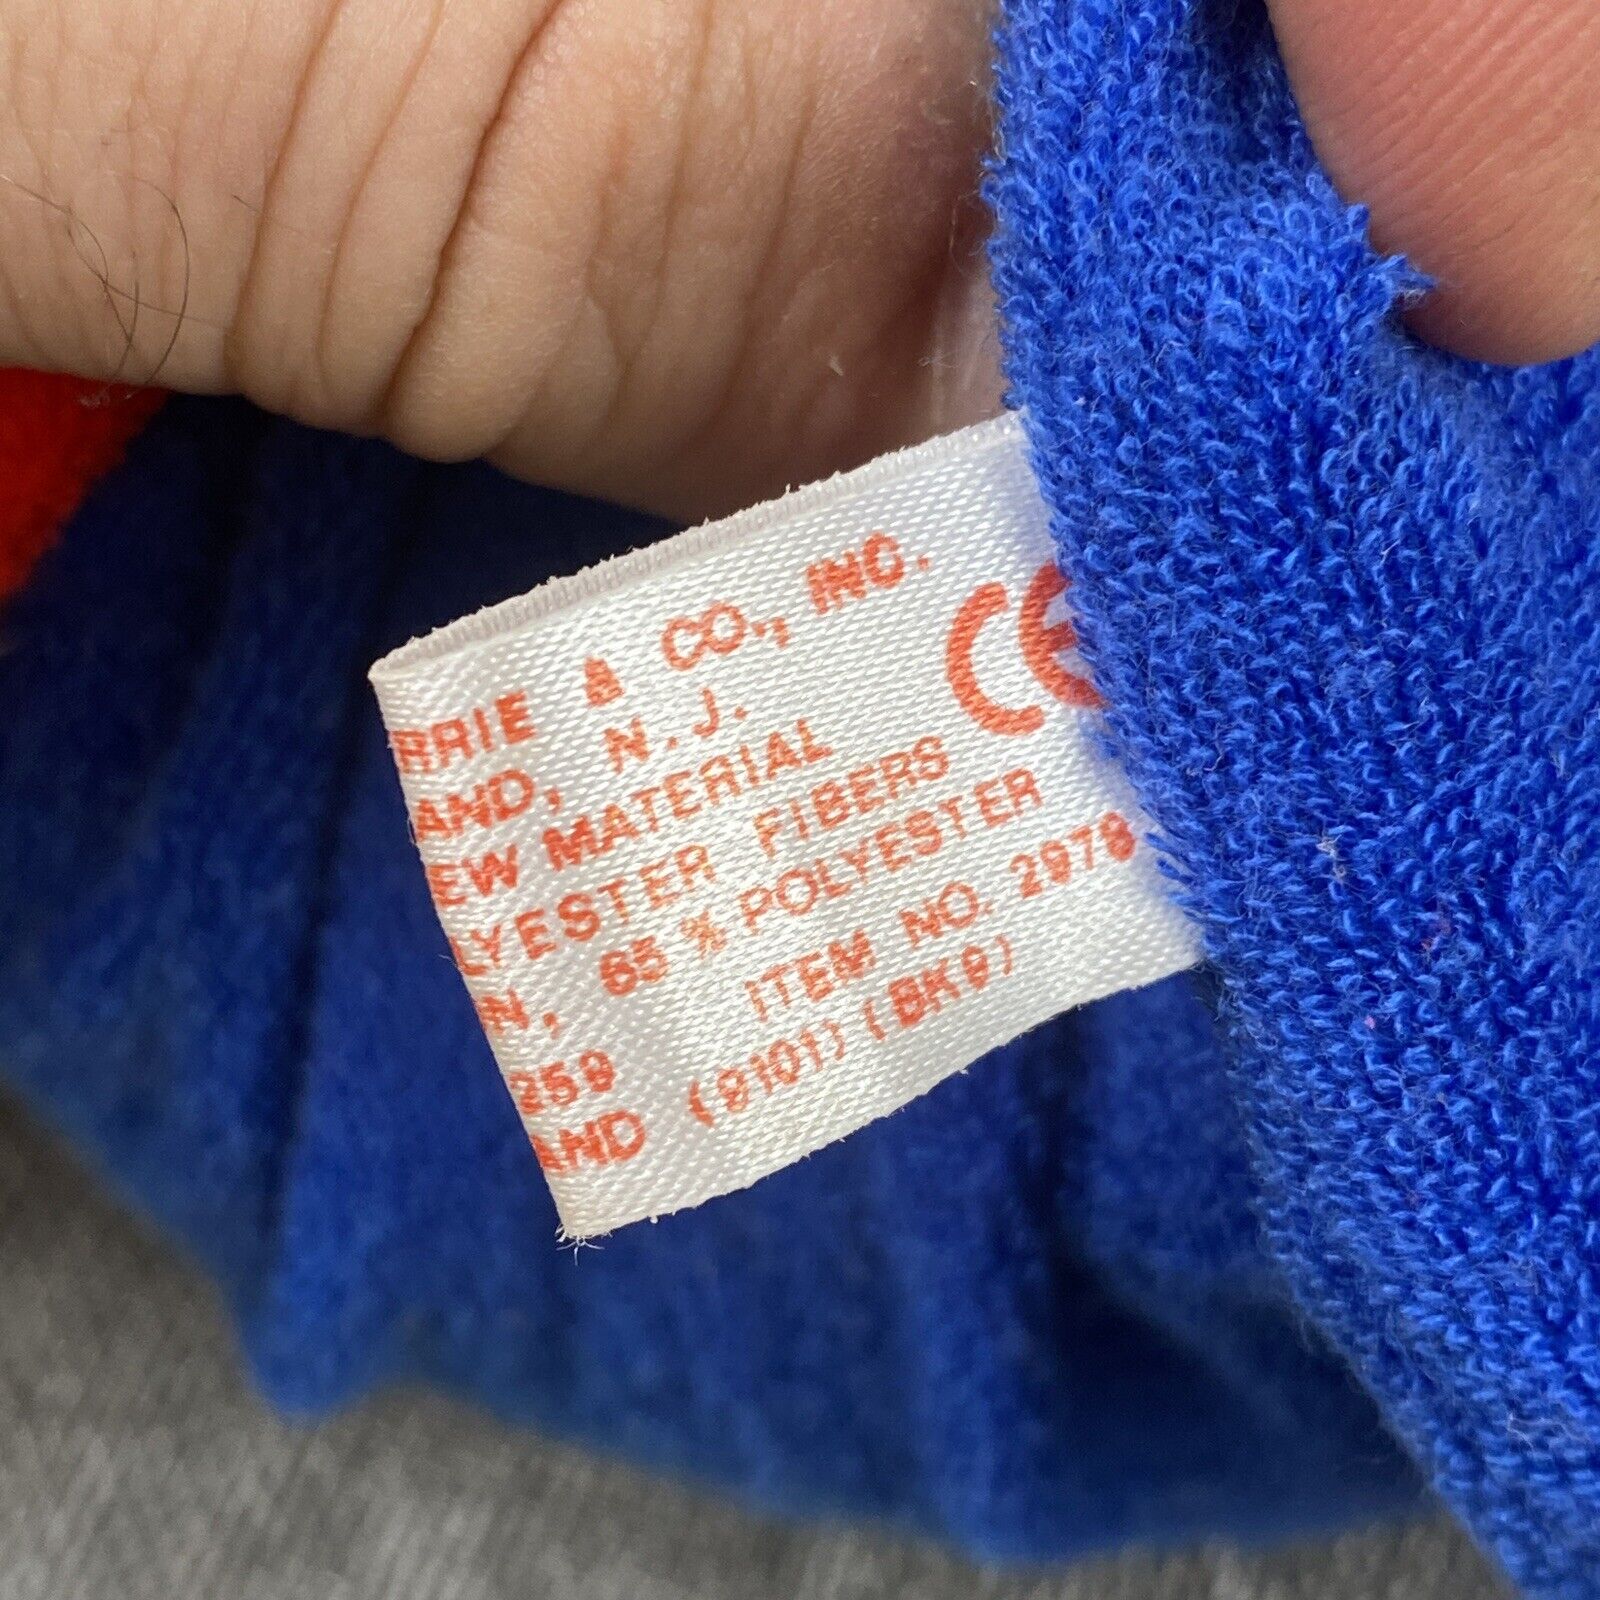 RRIE & CO., INC.
AND, N.J. CE
EW MATERIAL
LYESTER FIBERS
N, 65% POLYESTER
259 ITEM NO. 2978
AND (9101) (BK9)